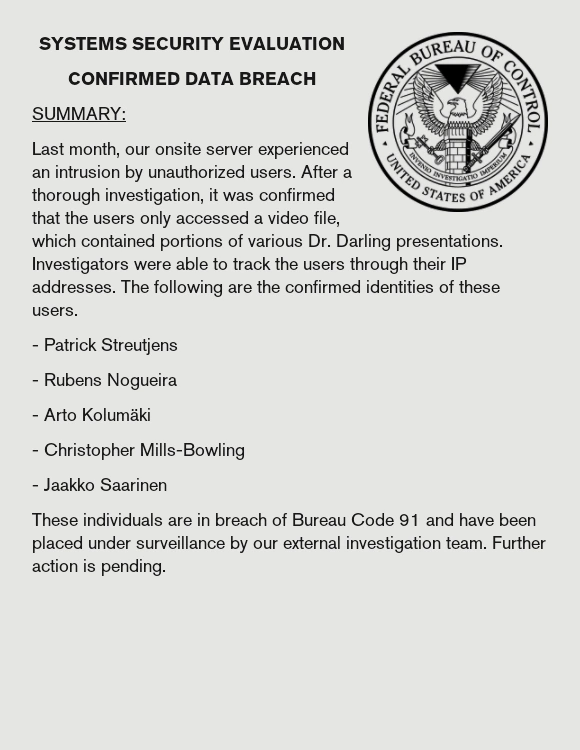 SYSTEMS SECURITY EVALUATION
CONFIRMED DATA BREACH
SUMMARY:
Last month, our onsite server experienced
an intrusion by unauthorized users. After a
thorough investigation, it was confirmed
that the users only accessed a video file,
which contained portions of various Dr. Darling presentations.
Investigators were able to track the users through their IP
addresses. The following are the confirmed identities of these
users.
- Patrick Streutjens
- Rubens Nogueira
- Arto Kolumäki
- Christopher Mills-Bowling
- Jaakko Saarinen
These individuals are in breach of Bureau Code 91 and have been
placed under surveillance by our external investigation team. Further
action is pending.
FEDERAL BUREAU OF CONTROL
INVENIO INVESTIGATIO IMPERIUM
UNITED STATES OF AMERICA